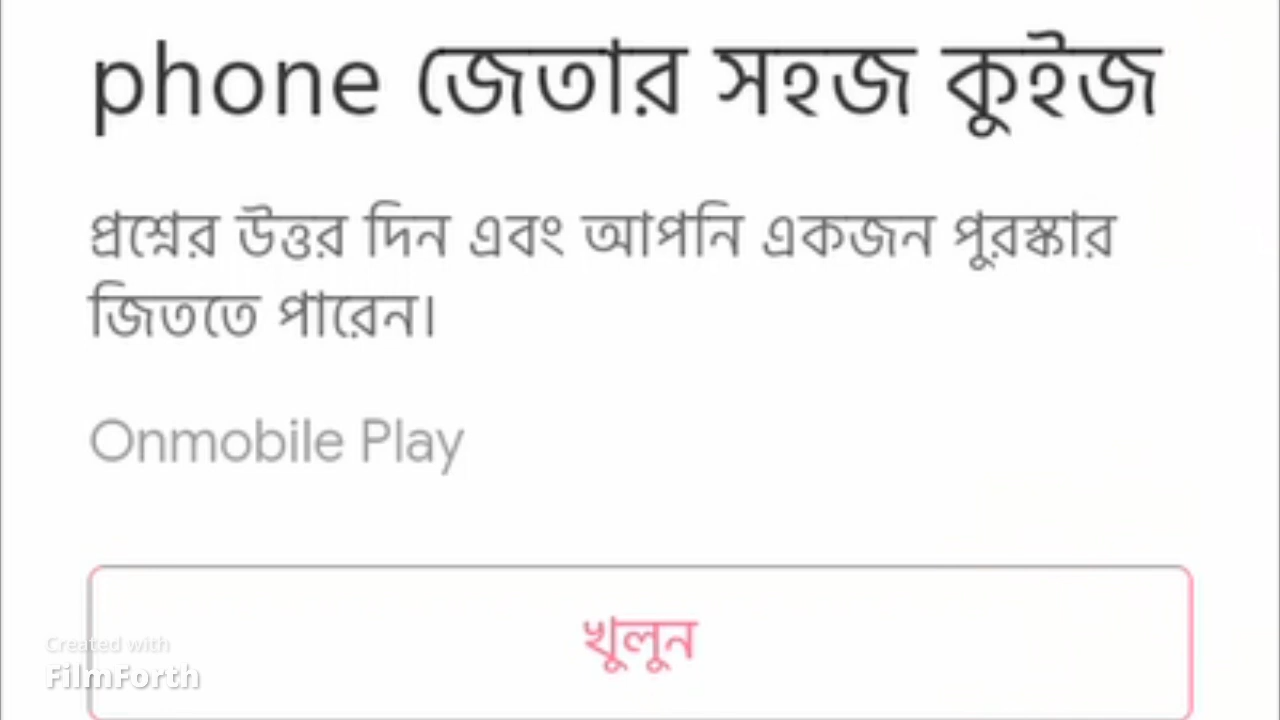 phone জেতার সহজ কুইজ
প্রশ্নের উত্তর দিন এবং আপনি একজন পুরস্কার
জিততে পারেন।
Onmobile Play
খুলুন
Created with
FilmForth